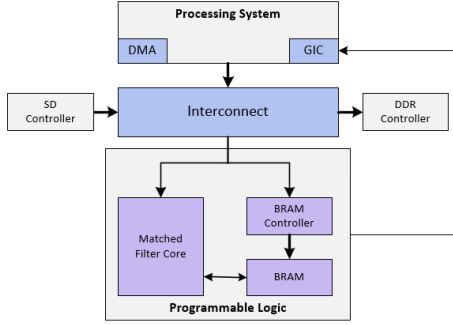 Processing System
DMA
GIC
SD
Controller
Interconnect
DDR
Controller
Matched
Filter Core
BRAM
Controller
BRAM
Programmable Logic